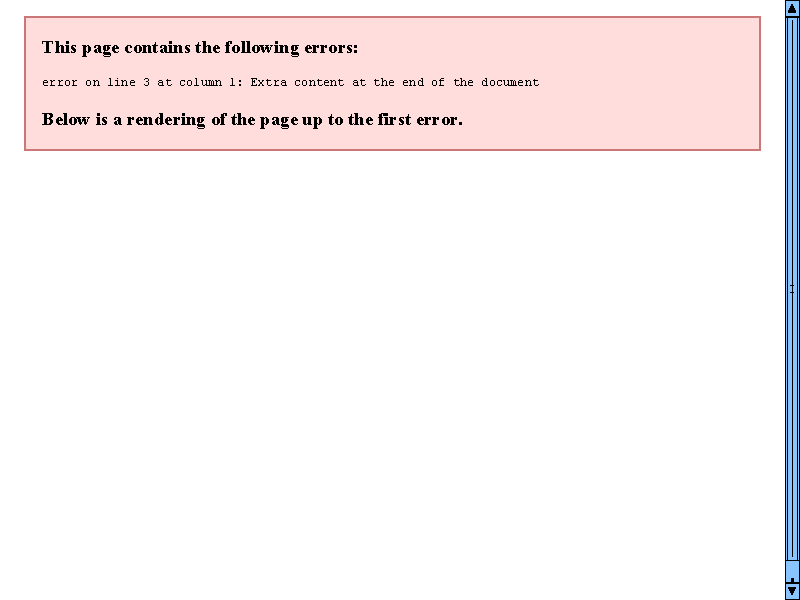 This page contains the following errors:
error on line 3 at column 1: Extra content at the end of the document
Below is a rendering of the page up to the first error.